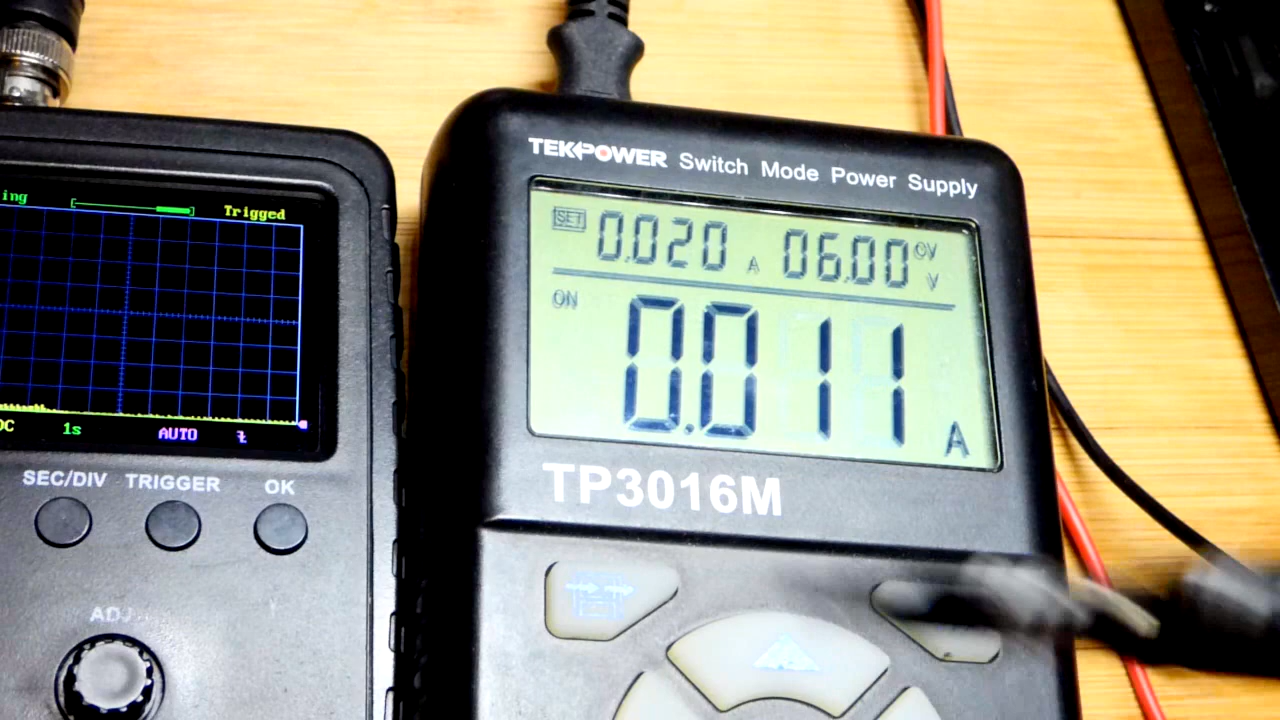 ing Trigged
DC 1s AUTO
SEC/DIV TRIGGER OK
ADJ
TEKPOWER Switch Mode Power Supply
SET 0.020 A 06.00 CV V
ON 0.011 A
TP3016M